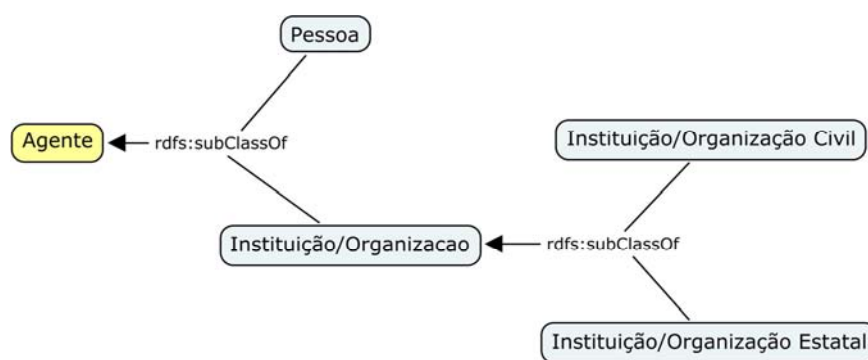 Pessoa
Agente
rdfs:subClassOf
Instituição/Organização Civil
Instituição/Organizacao
rdfs:subClassOf
Instituição/Organização Estatal